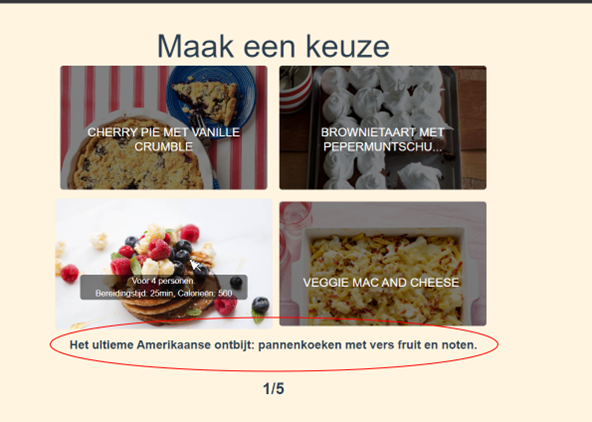 Maak een keuze
CHERRY PIE MET VANILLE
CRUMBLE
BROWNIETAART MET
PEPERMUNTSCHU...
Voor 4 personen
Bereidingstijd: 25min, Calorieën: 560
VEGGIE MAC AND CHEESE
Het ultieme Amerikaanse ontbijt: pannenkoeken met vers fruit en noten.
1/5